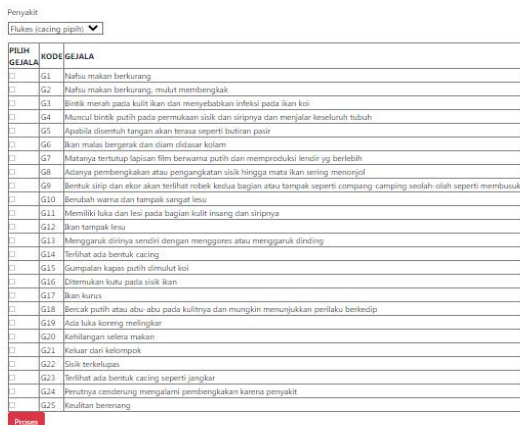 Penyakit
Flukes (cacing pipih)
PILIH GEJALA KODE GEJALA
G1 Nafsu makan berkurang
G2 Nafsu makan berkurang, mulut membengkak
G3 Bintik merah pada kulit ikan dan menyebabkan infeksi pada ikan koi
G4 Muncul bintik putih pada permukaan sisik dan siripnya dan menjalar keseluruh tubuh
G5 Apabila disentuh tangan akan terasa seperti butiran pasir
G6 Ikan malas bergerak dan diam didasar kolam
G7 Matanya tertutup lapisan film berwarna putih dan memproduksi lendir yg berlebih
G8 Adanya pembengkakan atau pengangkatan sisik hingga mata ikan sering menonjol
G9 Bentuk sirip dan ekor akan terlihat robek kedua bagian atau tampak seperti compang-camping seolah-olah seperti membusuk
G10 Berubah warna dan tampak sangat lesu
G11 Memiliki luka dan lesi pada bagian kulit insang dan siripnya
G12 Ikan tampak lesu
G13 Menggaruk dirinya sendiri dengan menggores atau menggaruk dinding
G14 Terlihat ada bentuk cacing
G15 Gumpalan kapas putih dimulut koi
G16 Ditemukan kutu pada sisik ikan
G17 Ikan kurus
G18 Bercak putih atau abu-abu pada kulitnya dan mungkin menunjukkan perilaku berkedip
G19 Ada luka koreng melingkar
G20 Kehilangan selera makan
G21 Keluar dari kelompok
G22 Sisik terkelupas
G23 Terlihat ada bentuk cacing seperti jangkar
G24 Perutnya cenderung mengalami pembengkakan karena penyakit
G25 Keulitan berenang
Proses